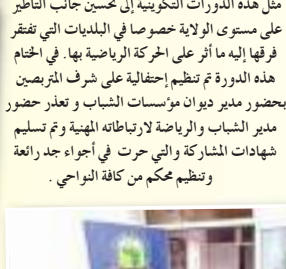 مثل هذه الدورات التكوينية إلى تحسين جانب التاطير
على مستوى الولاية خصوصا في البلديات التي تفتقر
فرقها إليه ما أثر على الحركة الرياضية بها. في الختام
هذه الدورة تم تنظيم إحتفالية على شرف المتربصين
بحضور مدير ديوان مؤسسات الشباب و تعذر حضور
مدير الشباب والرياضة لارتباطاته المهنية وتم تسليم
شهادات المشاركة والتي حرت في أجواء جد رائعة
وتنظيم محكم من كافة النواحي .